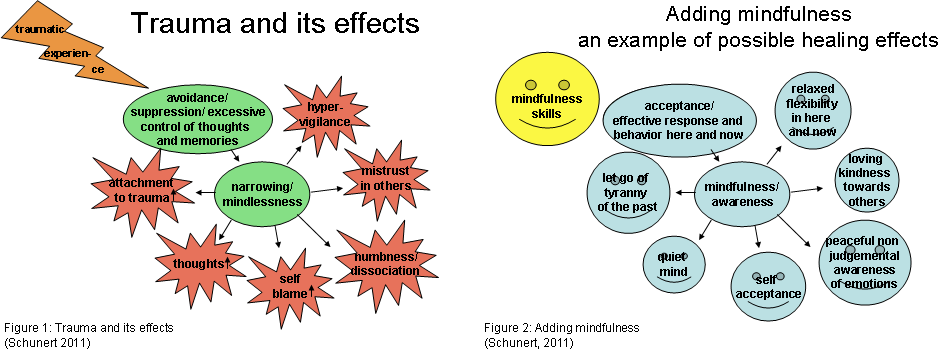 Trauma and its effects
traumatic
experien-
ce
avoidance/
suppression/ excessive
control of thoughts
and memories
hyper-
vigilance
attachment
to trauma
narrowing/
mindlessness
mistrust
in others
thoughts
self
blame
humbness/
dissociation
Figure 1: Trauma and its effects
(Schunert 2011)
Adding mindfulness
an example of possible healing effects
mindfulness
skills
acceptance/
effective response and
behavior here and now
relaxed
flexibility
in here
and now
let go of
tyranny
of the past
mindfulness/
awareness
loving
kindness
towards
others
quiet
mind
self
acceptance
peaceful non
judgemental
awareness
of emotions
Figure 2: Adding mindfulness
(Schunert, 2011)